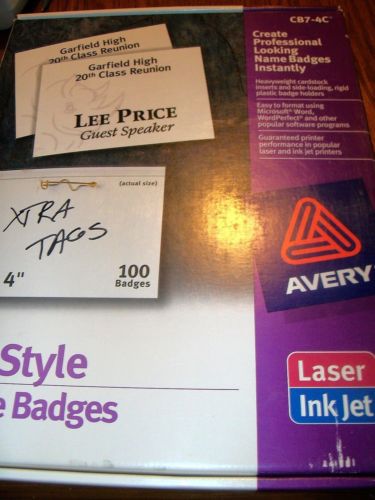 CB7-4C
Garfield High
20th Class Reunion
Garfield High
20th Class Reunion
LEE PRICE
Guest Speaker
Create
Professional
Looking
Name Badges
Instantly
Heavyweight cardstock
inserts and side-loading, rigid
plastic badge holders
Easy to format using
Microsoft® Word,
WordPerfect® and other
popular software programs
Guaranteed printer
performance in popular
laser and ink jet printers
(actual size)
XTRA
TAGS
4"
100
Badges
AVERY
Style
e Badges
Laser
Ink Jet